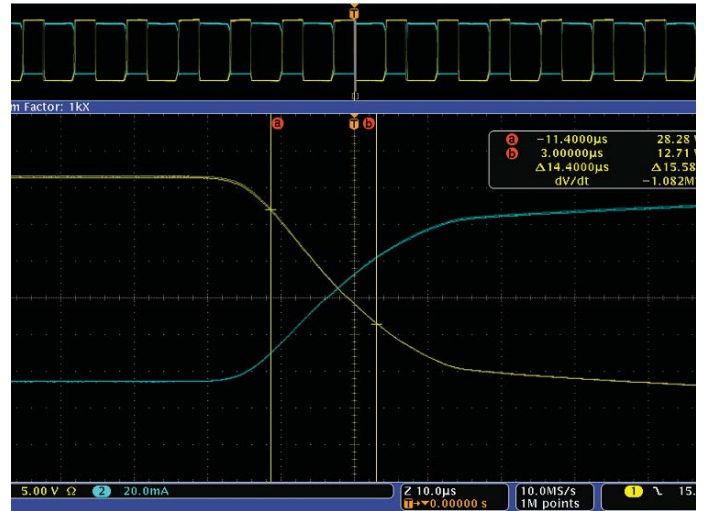 T
m Factor: 1kX
a T b
a -11.4000µs 28.28
b 3.00000µs 12.71
Δ14.4000µs Δ15.58
dV/dt -1.082M
5.00 V Ω 2 20.0mA
Z 10.0µs
T→▼0.00000 s
10.0MS/s
1M points
1 15.